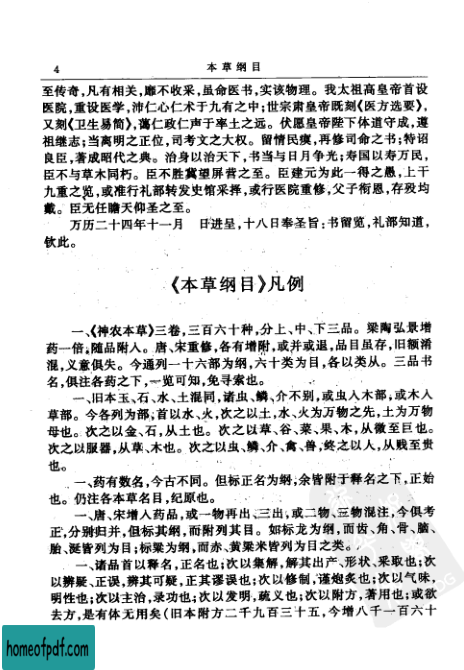 4 本草纲目
至传奇,凡有相关,靡不收采,虽命医书,实该物理。我太祖高皇帝首设
医院,重设医学,沛仁心仁术于九有之中;世宗肃皇帝既刻《医方选要》,
又刻《卫生易简》,蔼仁政仁声于率土之远。伏愿皇帝陛下体道守成,遵
祖继志;当离明之正位,司考文之大权。留情民瘼,再修司命之书;特诏
良臣,著成昭代之典。治身以治天下,书当与日月争光;寿国以寿万民,
臣不与草木同朽。臣不胜冀望屏营之至。臣建元为此一得之愚,上干
九重之览,或准行礼部转发史馆采择,或行医院重修,父子衔恩,存殁均
戴。臣无任瞻天仰圣之至。
万历二十四年十一月 日进呈,十八日奉圣旨:书留览,礼部知道,
钦此。
《本草纲目》凡例
一、《神农本草》三卷,三百六十种,分上、中、下三品。梁陶弘景增
药一倍,随品附入。唐、宋重修,各有增附,或并或退,品目虽存,旧额淆
混,义意俱失。今通列一十六部为纲,六十类为目,各以类从。三品书
名,俱注各药之下,一览可知,免寻索也。
一、旧本玉、石、水、土混同,诸虫、鳞、介不别,或虫入木部,或木入
草部。今各列为部;首以水、火,次之以土,水、火为万物之先,土为万物
母也。次之以金、石,从土也。次之以草、谷、菜、果、木,从微至巨也。
次之以服器,从草、木也。次之以虫、鳞、介、禽、兽,终之以人,从贱至贵
也。
一、药有数名,今古不同。但标正名为纲,余皆附于释名之下,正始
也。仍注各本草名目,纪原也。
一、唐、宋增入药品,或一物再出、三出,或二物、三物混注,今俱考
正,分别归并,但标其纲,而附列其目。如标龙为纲,而齿、角、骨、脑、
胎、涎皆列为目;标粱为纲,而赤、黄粱米皆列为目之类。
一、诸品首以释名,正名也;次以集解,解其出产、形状、采取也;次
以辨疑、正误,辨其可疑,正其谬误也;次以修制,谨炮炙也;次以气味,
明性也;次以主治,录功也;次以发明,疏义也;次以附方,著用也;或欲
去方,是有体无用矣(旧本附方二千九百三十五,今增八千一百六十
homeofpdf.com